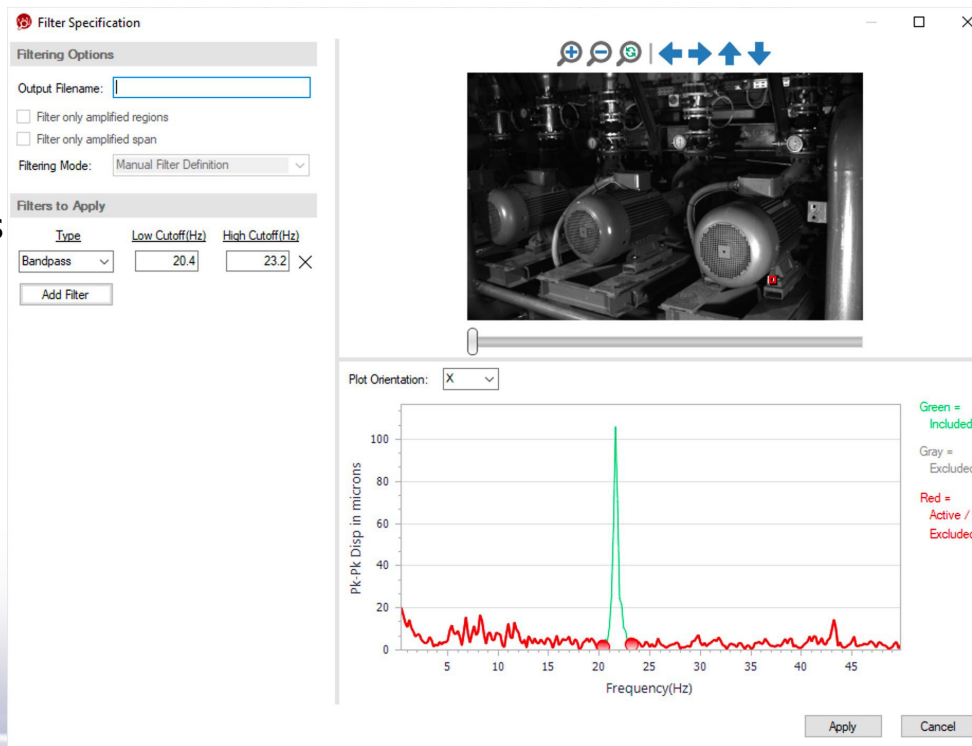 Filter Specification
Filtering Options
Output Filename:
Filter only amplified regions
Filter only amplified span
Filtering Mode: Manual Filter Definition
Filters to Apply
s
Type Low Cutoff(Hz) High Cutoff(Hz)
Bandpass 20.4 23.2
Add Filter
Plot Orientation: X
Green =
Included
Gray =
Excluded
Red =
Active /
Excluded
Pk-Pk Disp in microns
100
80
60
40
20
0
5 10 15 20 25 30 35 40 45
Frequency(Hz)
Apply Cancel